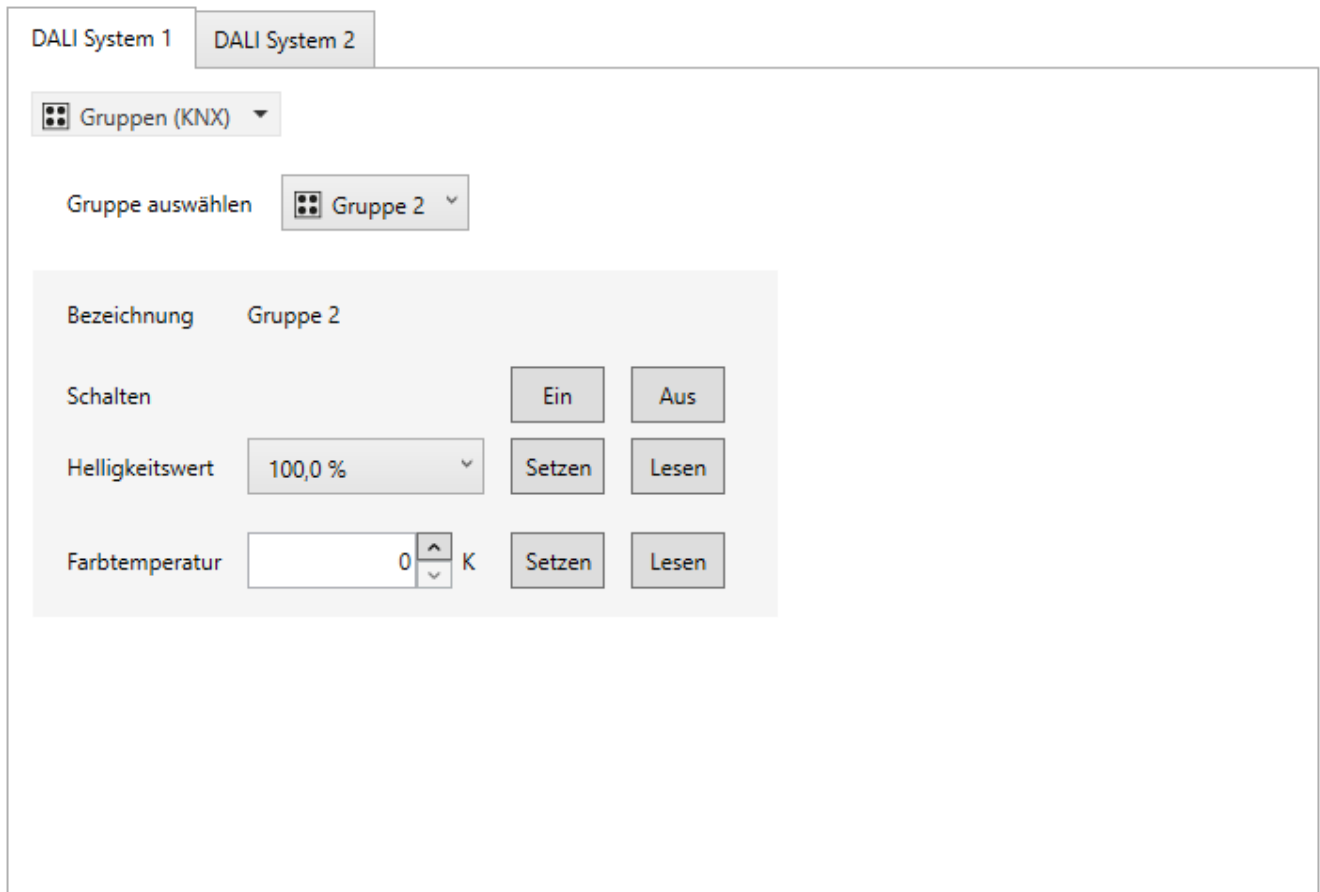 DALI System 1 DALI System 2
Gruppen (KNX)
Gruppe auswählen Gruppe 2
Bezeichnung Gruppe 2
Schalten Ein Aus
Helligkeitswert 100,0 % Setzen Lesen
Farbtemperatur 0 K Setzen Lesen